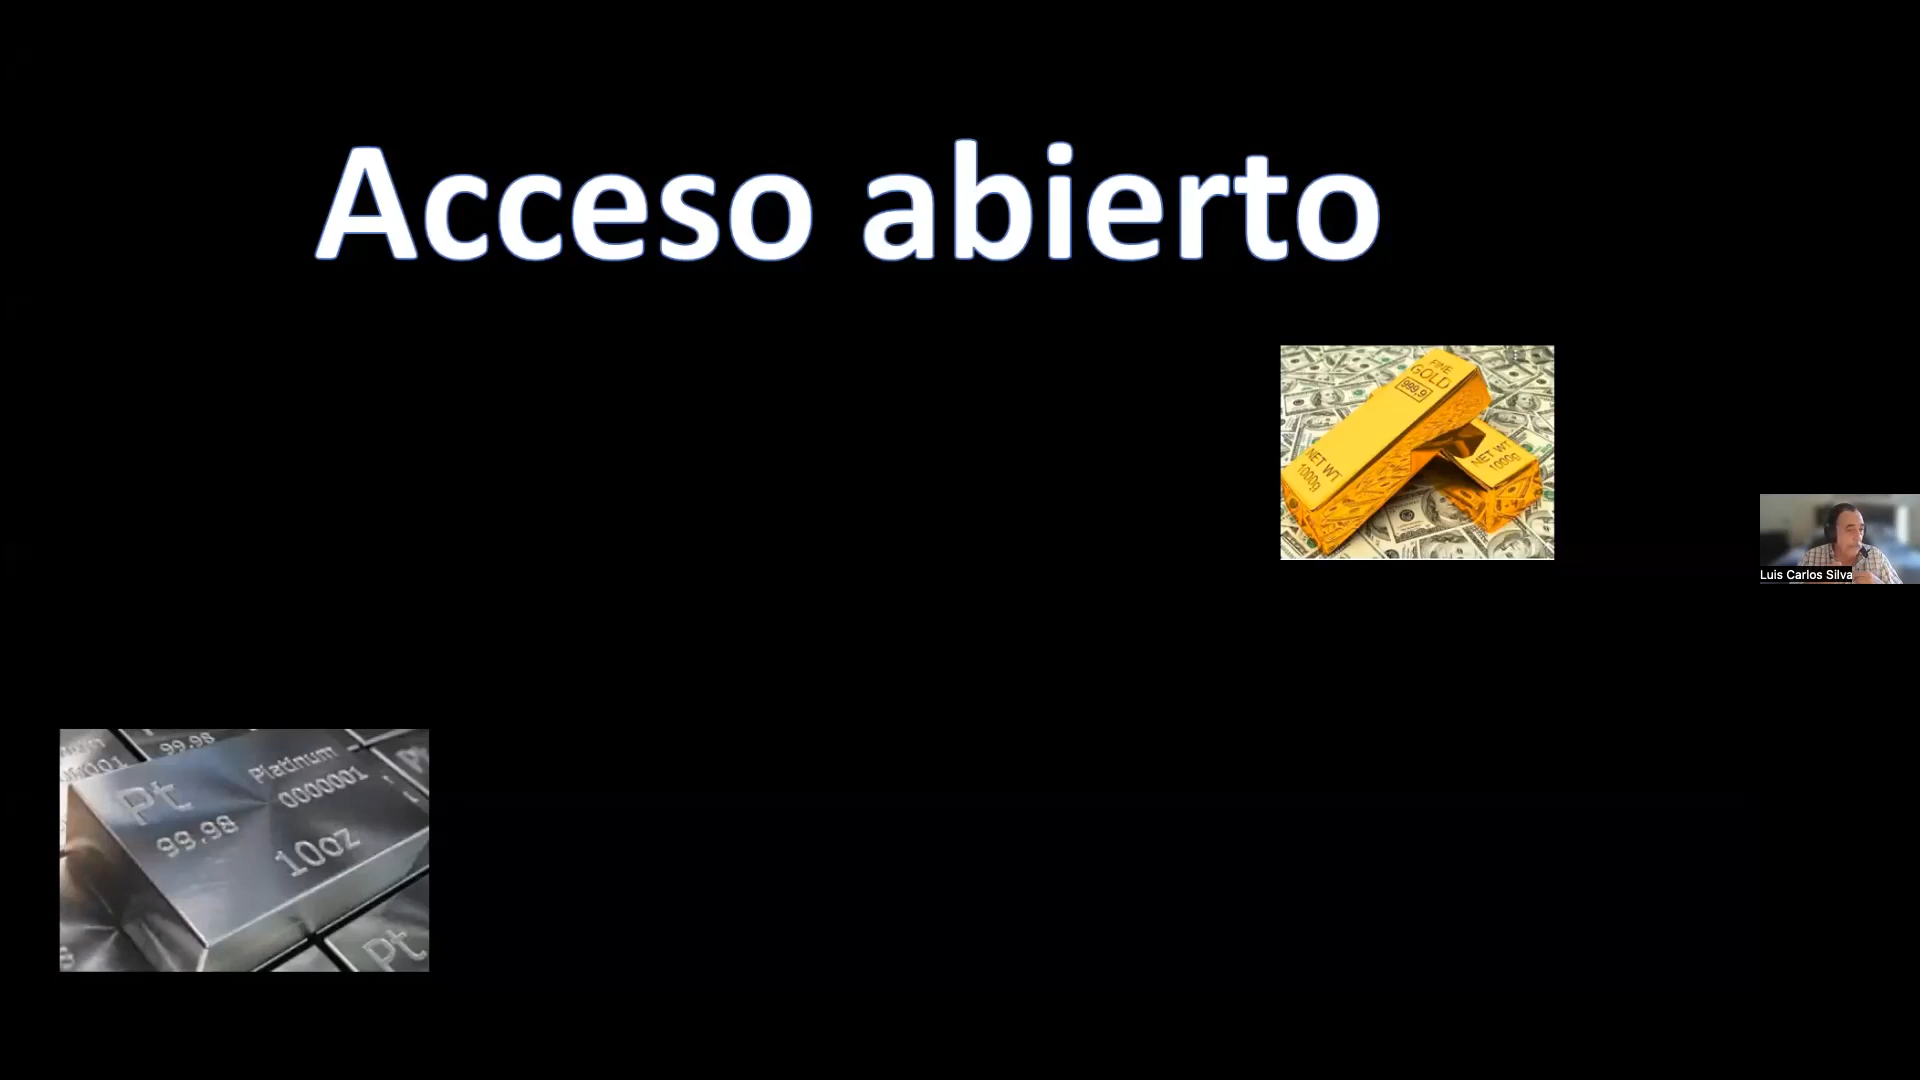 Acceso abierto
FINE
GOLD
999.9
NET WT
1000g
NET WT
1000g
Luis Carlos Silva
99.98
Platinum
0000001
Pt
99.98
10oz
Pt